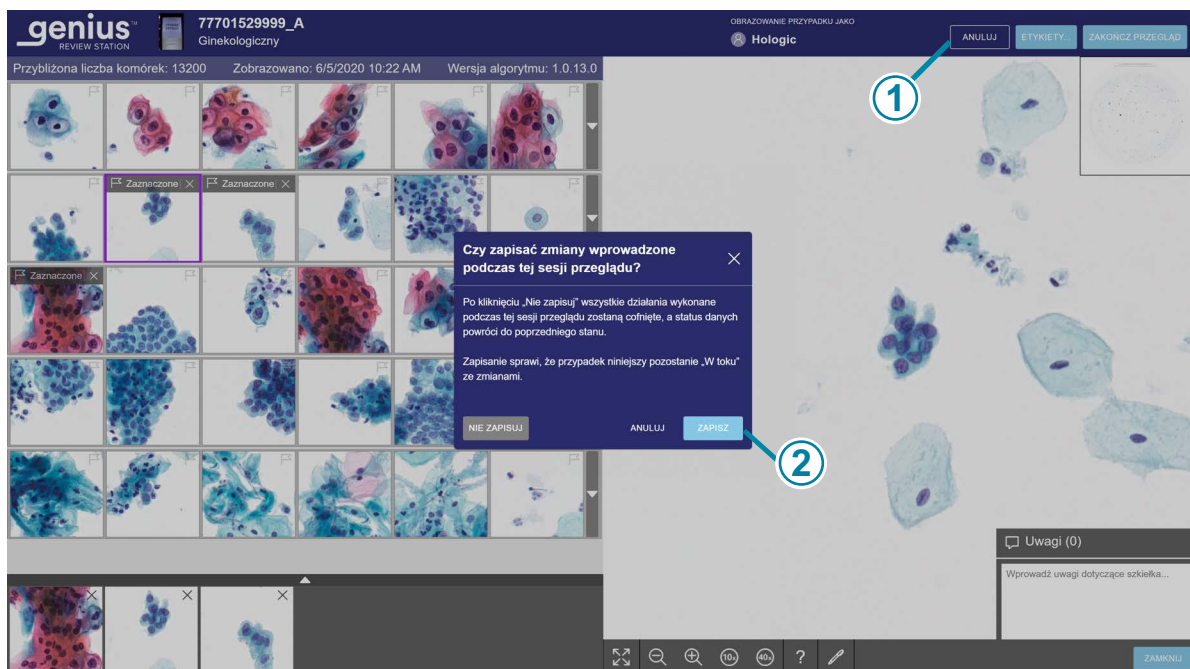 genius™
REVIEW STATION
77701529999_A
Ginekologiczny
OBRAZOWANIE PRZYPADKU JAKO
Hologic
ANULUJ
ETYKIETY...
ZAKOŃCZ PRZEGLĄD
1
Przybliżona liczba komórek: 13200
Zobrazowano: 6/5/2020 10:22 AM
Wersja algorytmu: 1.0.13.0
Zaznaczone
Zaznaczone
Zaznaczone
Czy zapisać zmiany wprowadzone
podczas tej sesji przeglądu?
Po kliknięciu „Nie zapisuj” wszystkie działania wykonane
podczas tej sesji przeglądu zostaną cofnięte, a status danych
powróci do poprzedniego stanu.
Zapisanie sprawi, że przypadek niniejszy pozostanie „W toku”
ze zmianami.
NIE ZAPISUJ
ANULUJ
ZAPISZ
2
Uwagi (0)
Wprowadź uwagi dotyczące szkiełka...
10x
40x
?
ZAMKNIJ